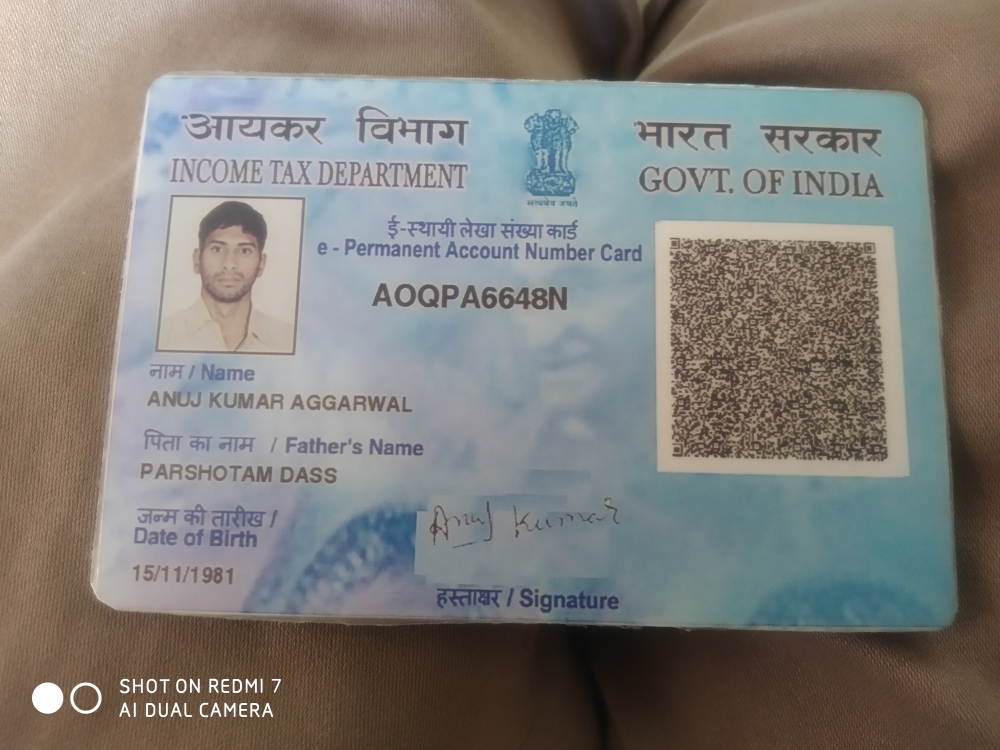 आयकर विभाग
INCOME TAX DEPARTMENT
सत्यमेव जयते
भारत सरकार
GOVT. OF INDIA
ई-स्थायी लेखा संख्या कार्ड
e - Permanent Account Number Card
AOQPA6648N
नाम / Name
ANUJ KUMAR AGGARWAL
पिता का नाम / Father's Name
PARSHOTAM DASS
जन्म की तारीख /
Date of Birth
15/11/1981
Anuj Kumar
हस्ताक्षर / Signature
SHOT ON REDMI 7
AI DUAL CAMERA